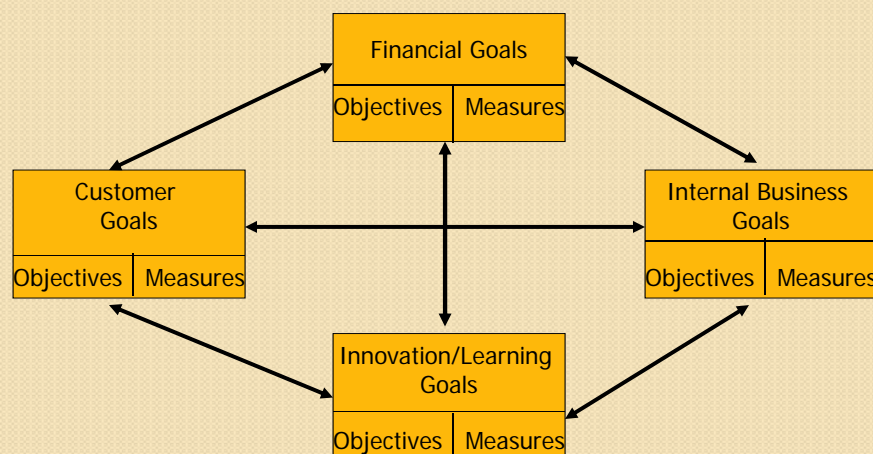 Financial Goals
Objectives Measures
Customer
Goals
Objectives Measures
Internal Business
Goals
Objectives Measures
Innovation/Learning
Goals
Objectives Measures